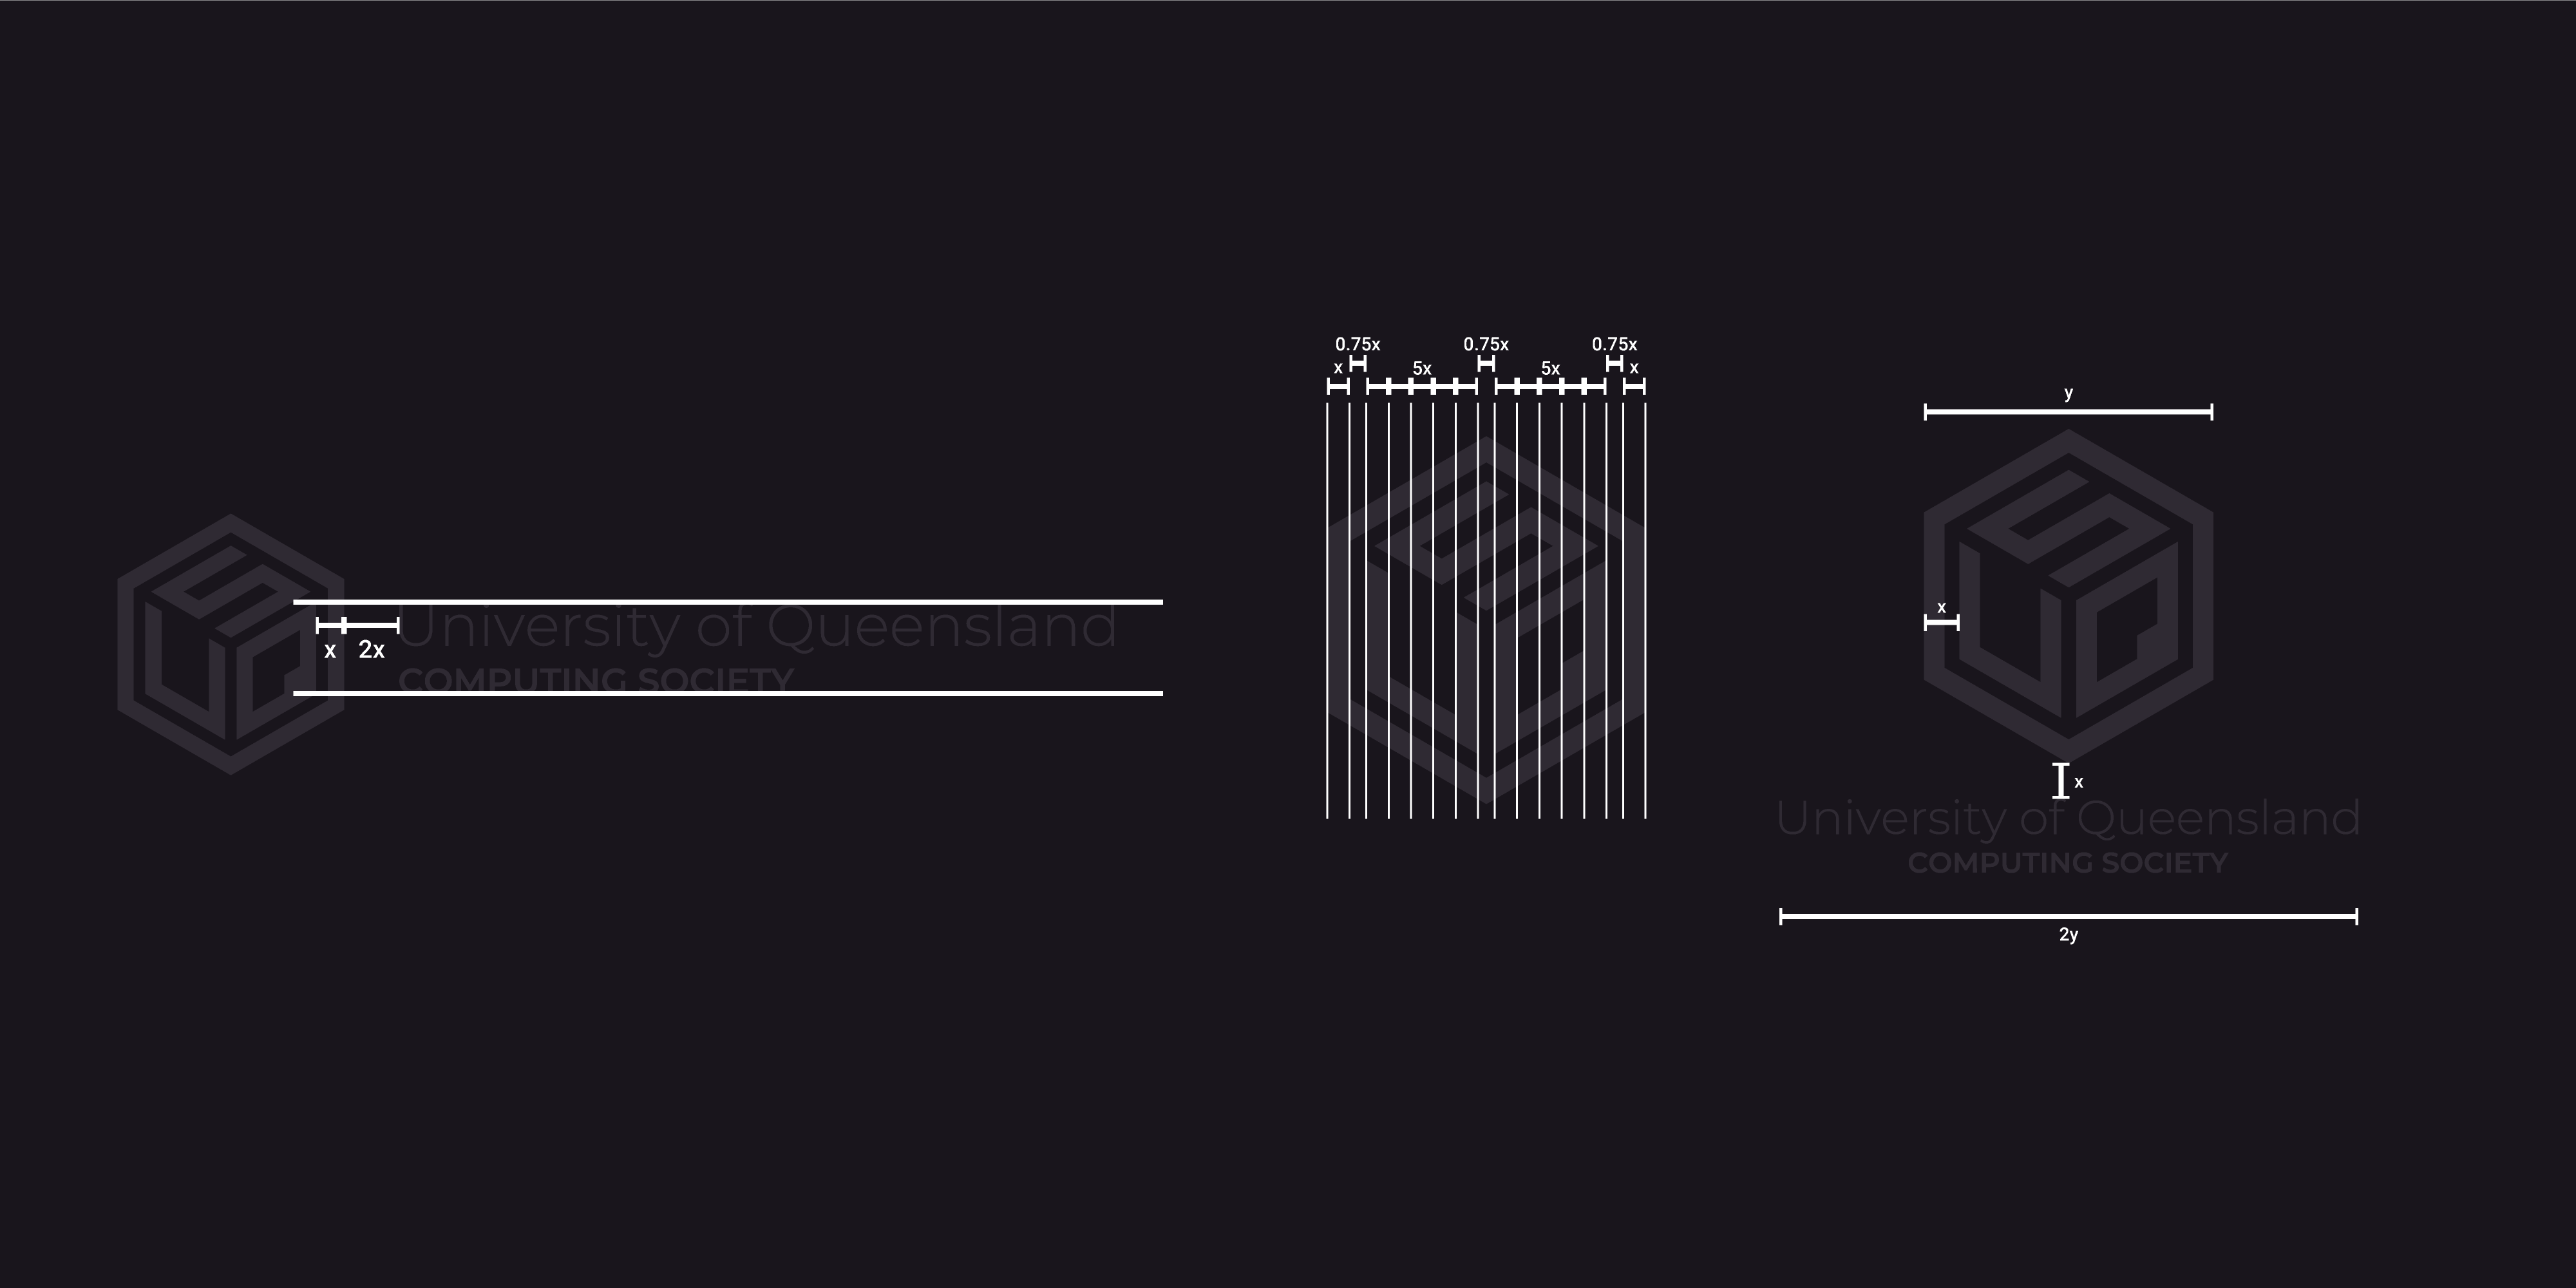 University of Queensland
COMPUTING SOCIETY
x 2x
0.75x 0.75x 0.75x
x 5x 5x x
y
x
x
University of Queensland
COMPUTING SOCIETY
2y